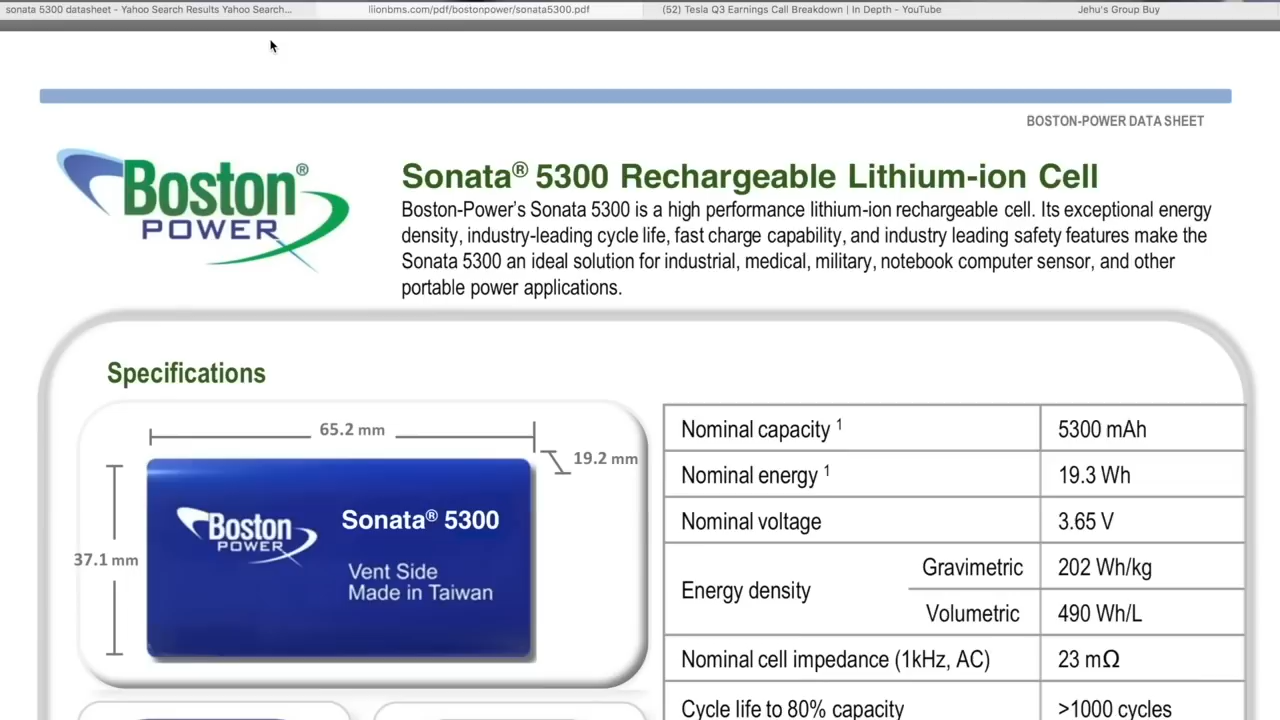 sonata 5300 datasheet - Yahoo Search Results Yahoo Search...
liionbms.com/pdf/bostonpower/sonata5300.pdf
(52) Tesla Q3 Earnings Call Breakdown | In Depth - YouTube
Jehu's Group Buy
BOSTON-POWER DATA SHEET
Boston®
POWER
Sonata® 5300 Rechargeable Lithium-ion Cell
Boston-Power's Sonata 5300 is a high performance lithium-ion rechargeable cell. Its exceptional energy
density, industry-leading cycle life, fast charge capability, and industry leading safety features make the
Sonata 5300 an ideal solution for industrial, medical, military, notebook computer sensor, and other
portable power applications.
Specifications
65.2 mm
19.2 mm
37.1 mm
Boston
POWER
Sonata® 5300
Vent Side
Made in Taiwan
Nominal capacity 1 5300 mAh
Nominal energy 1 19.3 Wh
Nominal voltage 3.65 V
Energy density Gravimetric 202 Wh/kg
Volumetric 490 Wh/L
Nominal cell impedance (1kHz, AC) 23 mΩ
Cycle life to 80% capacity >1000 cycles